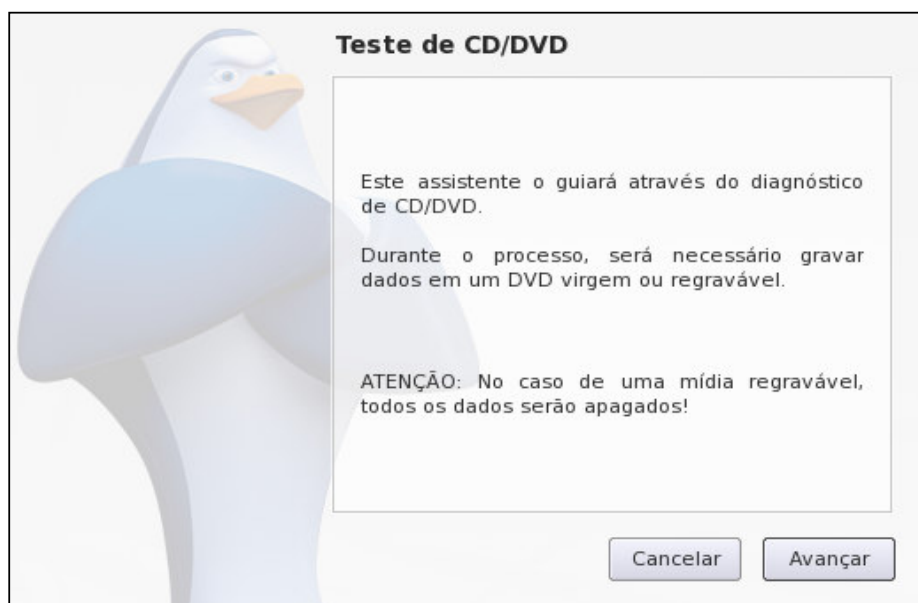 Teste de CD/DVD
Este assistente o guiará através do diagnóstico
de CD/DVD.
Durante o processo, será necessário gravar
dados em um DVD virgem ou regravável.
ATENÇÃO: No caso de uma mídia regravável,
todos os dados serão apagados!
Cancelar
Avançar